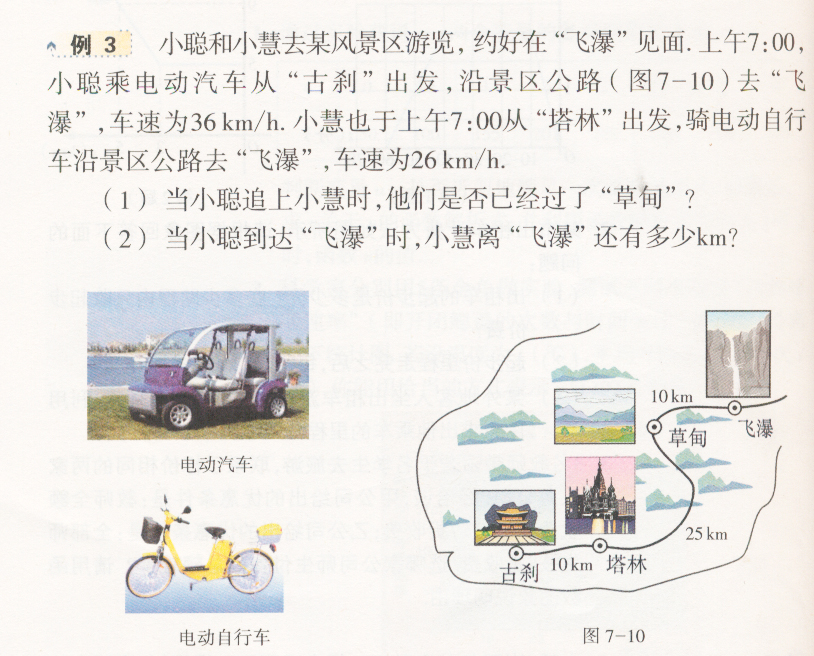 例 3 小聪和小慧去某风景区游览，约好在“飞瀑”见面.上午7:00,
小聪乘电动汽车从“古刹”出发,沿景区公路(图7-10)去“飞
瀑”,车速为36 km/h.小慧也于上午7:00从“塔林”出发,骑电动自行
车沿景区公路去“飞瀑”,车速为26 km/h.
(1) 当小聪追上小慧时,他们是否已经过了“草甸”?
(2) 当小聪到达“飞瀑”时,小慧离“飞瀑”还有多少km?
10 km
飞瀑
草甸
电动汽车
25 km
古刹
10 km
塔林
电动自行车
图 7-10